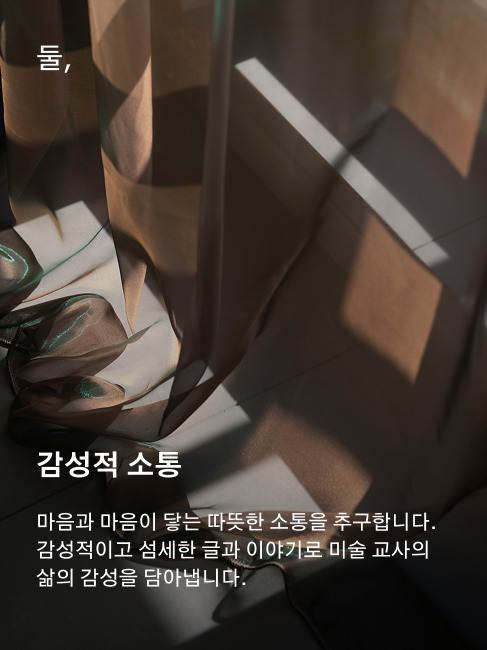 둘,
감성적 소통
마음과 마음이 닿는 따뜻한 소통을 추구합니다.
감성적이고 섬세한 글과 이야기로 미술 교사의
삶의 감성을 담아냅니다.